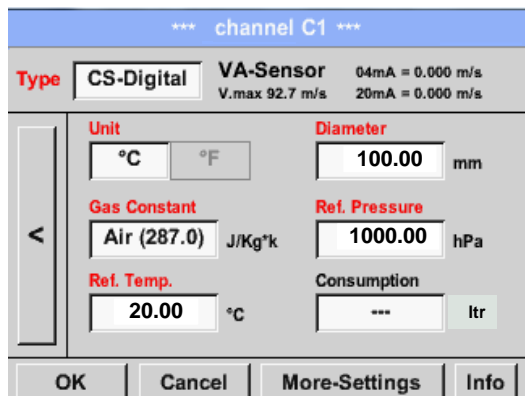 *** channel C1 ***
Type CS-Digital VA-Sensor 04mA = 0.000 m/s
V.max 92.7 m/s 20mA = 0.000 m/s
Unit Diameter
°C °F 100.00 mm
Gas Constant Ref. Pressure
< Air (287.0) J/Kg*k 1000.00 hPa
Ref. Temp. Consumption
20.00 °C --- ltr
OK Cancel More-Settings Info